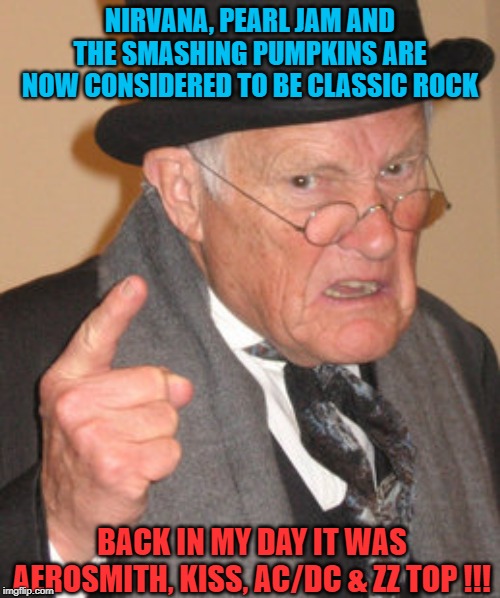 NIRVANA, PEARL JAM AND
THE SMASHING PUMPKINS ARE
NOW CONSIDERED TO BE CLASSIC ROCK
BACK IN MY DAY IT WAS
AEROSMITH, KISS, AC/DC & ZZ TOP !!!
imgflip.com